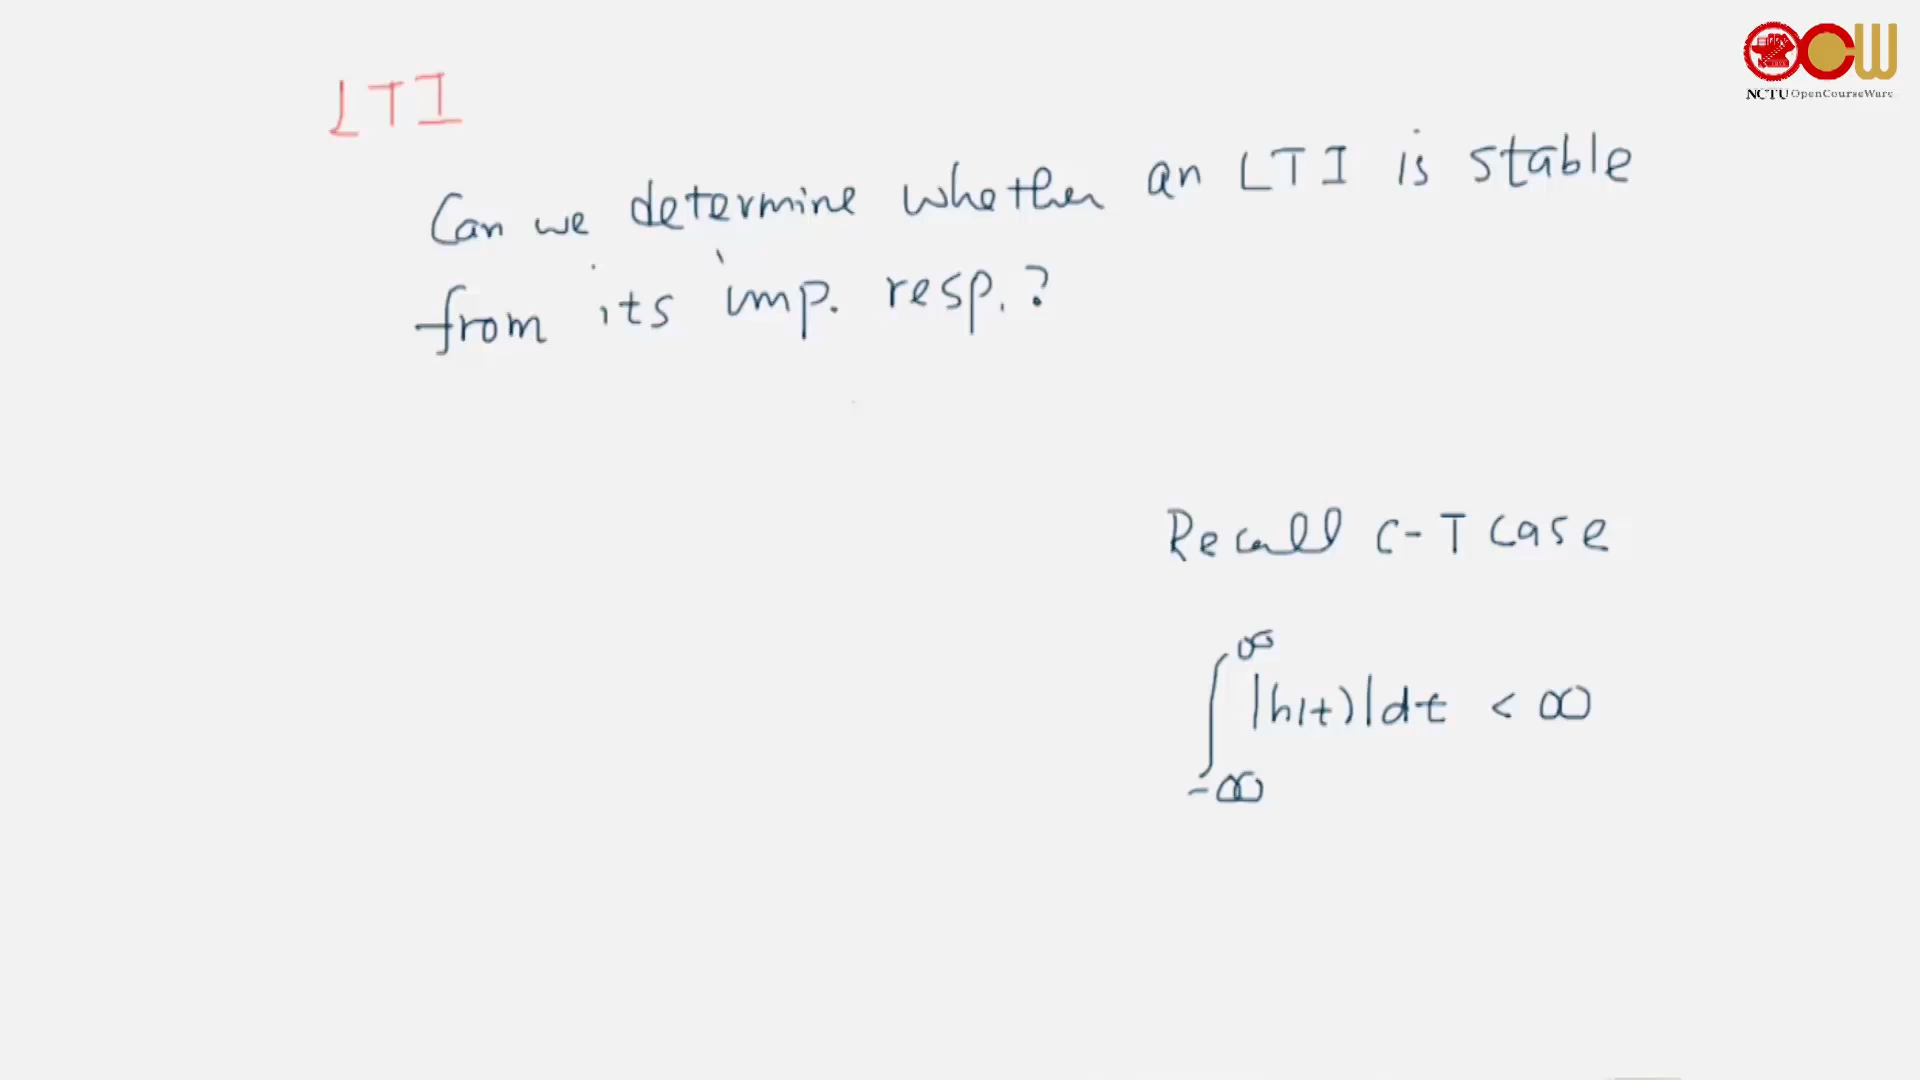 LTI
Can we determine whether an LTI is stable
from its imp. resp.?
Recall C-T case
∫_{-∞}^{∞} |h(t)|dt < ∞
NCTU OpenCourseWare